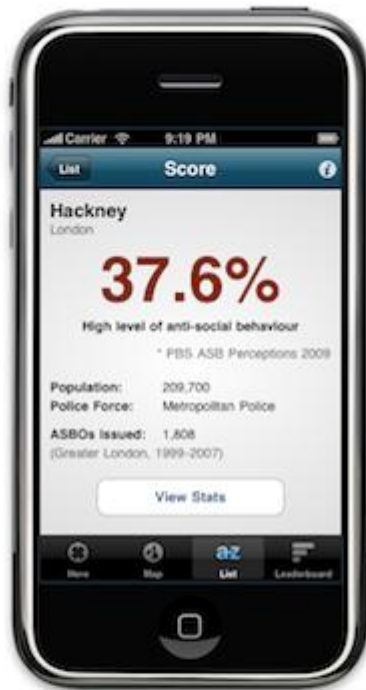 Carrier 9:19 PM
List Score i
Hackney
London
37.6%
High level of anti-social behaviour
* PBS ASB Perceptions 2009
Population: 209,700
Police Force: Metropolitan Police
ASBOs Issued: 1,808
(Greater London, 1999-2007)
View Stats
a-z
Here Map List Leaderboard